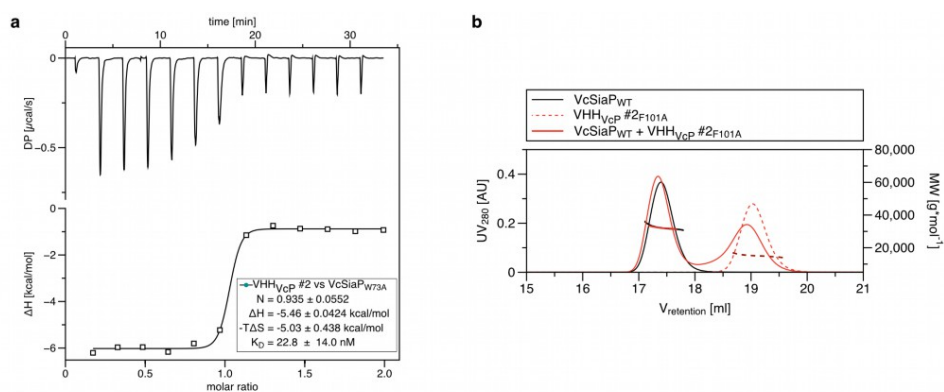 a
time [min]
0 10 20 30
0
−0.5
DP [µcal/s]
0
−2
−4
−6
ΔH [kcal/mol]
VHHVcP #2 vs VcSiaPW73A
N = 0.935 ± 0.0552
ΔH = -5.46 ± 0.0424 kcal/mol
-TΔS = -5.03 ± 0.438 kcal/mol
KD = 22.8 ± 14.0 nM
0 0.5 1.0 1.5 2.0
molar ratio
b
VcSiaPWT
VHHVcP #2F101A
VcSiaPWT + VHHVcP #2F101A
0.4
0.2
0
UV280 [AU]
80,000
60,000
40,000
20,000
MW [g*mol-1]
15 16 17 18 19 20 21
Vretention [ml]